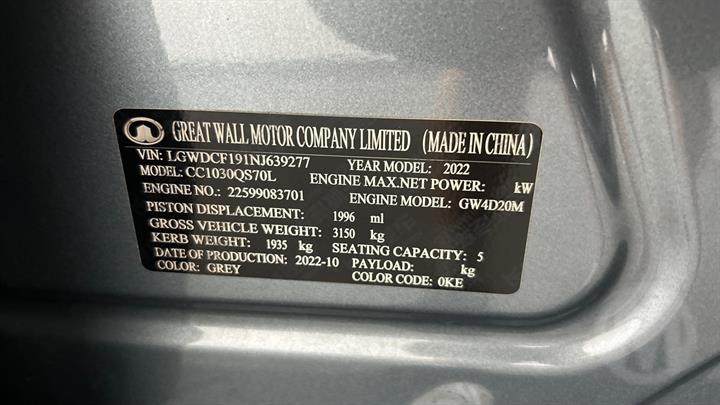 GREAT WALL MOTOR COMPANY LIMITED (MADE IN CHINA)
VIN: LGWDCF191NJ639277 YEAR MODEL: 2022
MODEL: CC1030QS70L ENGINE MAX.NET POWER: kW
ENGINE NO.: 22599083701 ENGINE MODEL: GW4D20M
PISTON DISPLACEMENT: 1996 ml
GROSS VEHICLE WEIGHT: 3150 kg
KERB WEIGHT: 1935 kg SEATING CAPACITY: 5
DATE OF PRODUCTION: 2022-10 PAYLOAD: kg
COLOR: GREY COLOR CODE: 0KE